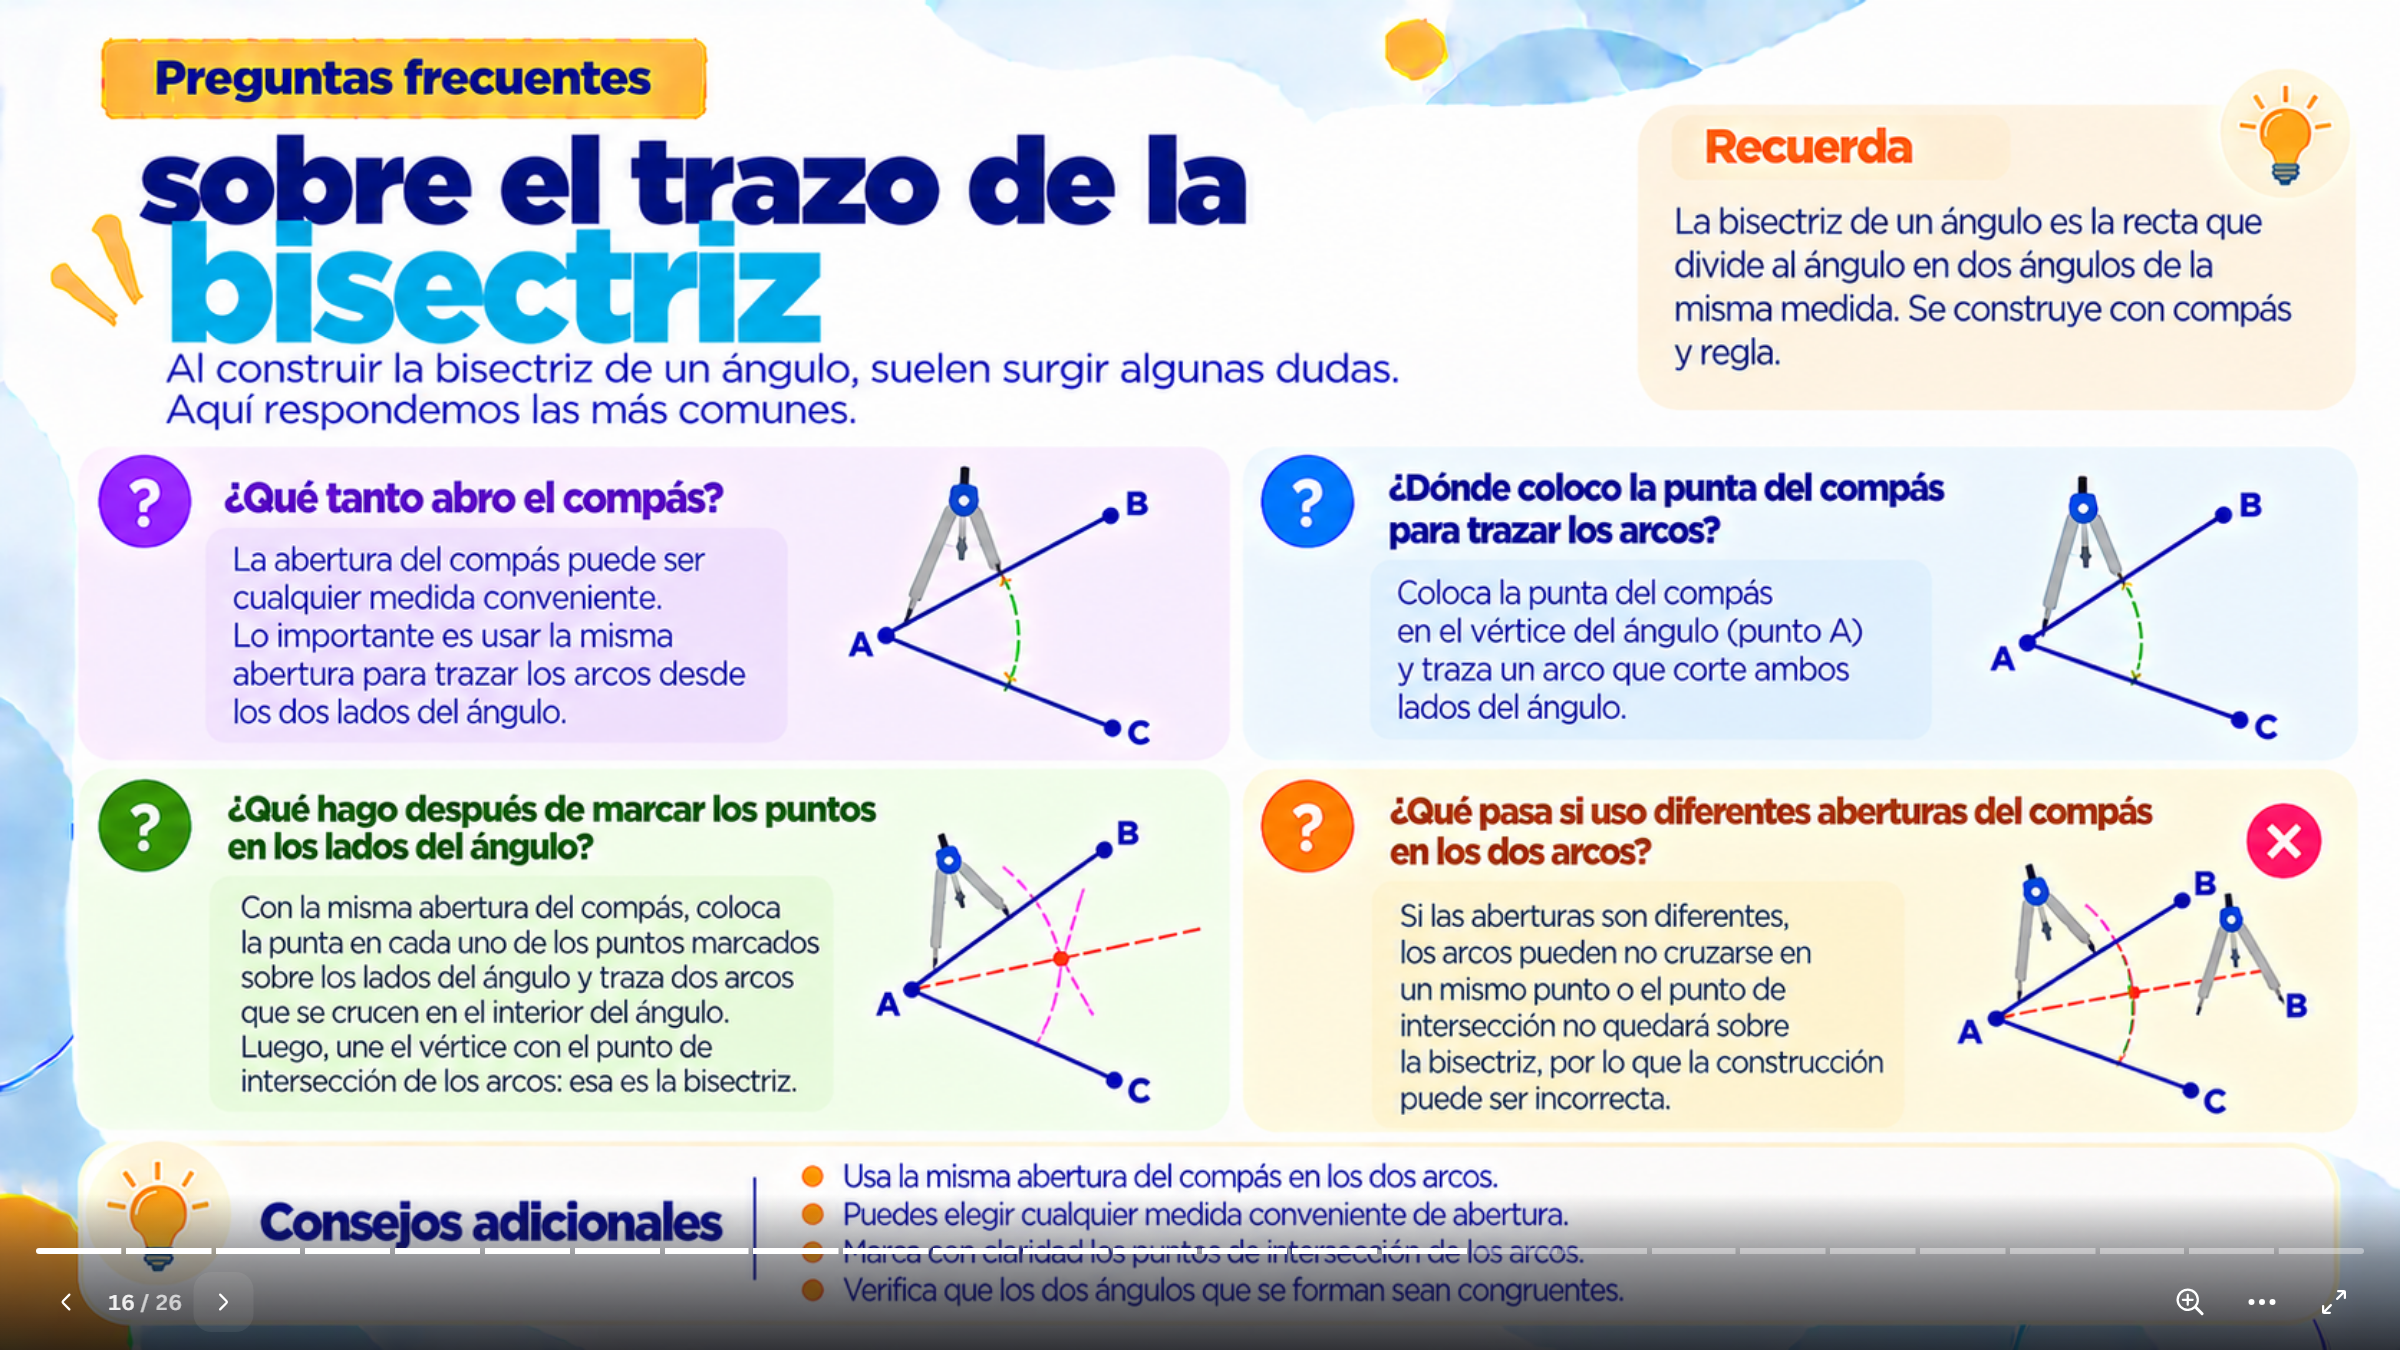 Preguntas frecuentes
sobre el trazo de la
bisectriz
Al construir la bisectriz de un ángulo, suelen surgir algunas dudas.
Aquí respondemos las más comunes.
Recuerda
La bisectriz de un ángulo es la recta que
divide al ángulo en dos ángulos de la
misma medida. Se construye con compás
y regla.
?
¿Qué tanto abro el compás?
La abertura del compás puede ser
cualquier medida conveniente.
Lo importante es usar la misma
abertura para trazar los arcos desde
los dos lados del ángulo.
B
A
C
?
¿Dónde coloco la punta del compás
para trazar los arcos?
Coloca la punta del compás
en el vértice del ángulo (punto A)
y traza un arco que corte ambos
lados del ángulo.
B
A
C
?
¿Qué hago después de marcar los puntos
en los lados del ángulo?
Con la misma abertura del compás, coloca
la punta en cada uno de los puntos marcados
sobre los lados del ángulo y traza dos arcos
que se crucen en el interior del ángulo.
Luego, une el vértice con el punto de
intersección de los arcos: esa es la bisectriz.
B
A
C
?
¿Qué pasa si uso diferentes aberturas del compás
en los dos arcos?
Si las aberturas son diferentes,
los arcos pueden no cruzarse en
un mismo punto o el punto de
intersección no quedará sobre
la bisectriz, por lo que la construcción
puede ser incorrecta.
B
B
A
C
Consejos adicionales
Usa la misma abertura del compás en los dos arcos.
Puedes elegir cualquier medida conveniente de abertura.
Marca con claridad los puntos de intersección de los arcos.
Verifica que los dos ángulos que se forman sean congruentes.
16 / 26